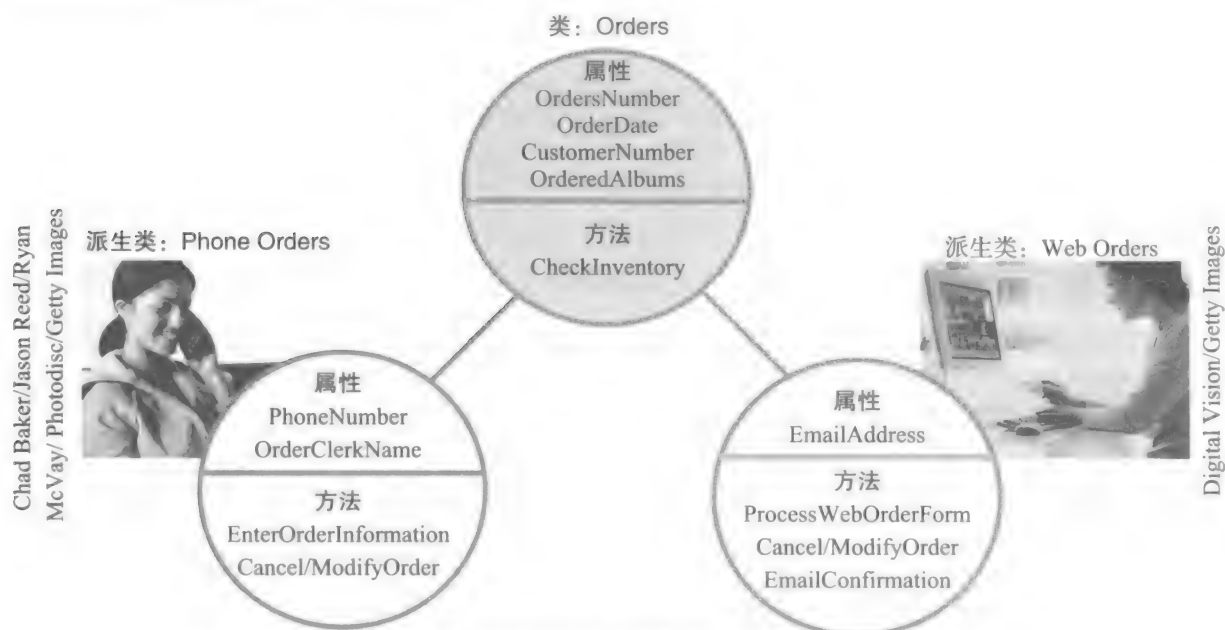 类：Orders
属性
OrdersNumber
OrderDate
CustomerNumber
OrderedAlbums
方法
CheckInventory
派生类：Phone Orders
Chad Baker/Jason Reed/Ryan
McVay/ Photodisc/Getty Images
属性
PhoneNumber
OrderClerkName
方法
EnterOrderInformation
Cancel/ModifyOrder
派生类：Web Orders
Digital Vision/Getty Images
属性
EmailAddress
方法
ProcessWebOrderForm
Cancel/ModifyOrder
EmailConfirmation